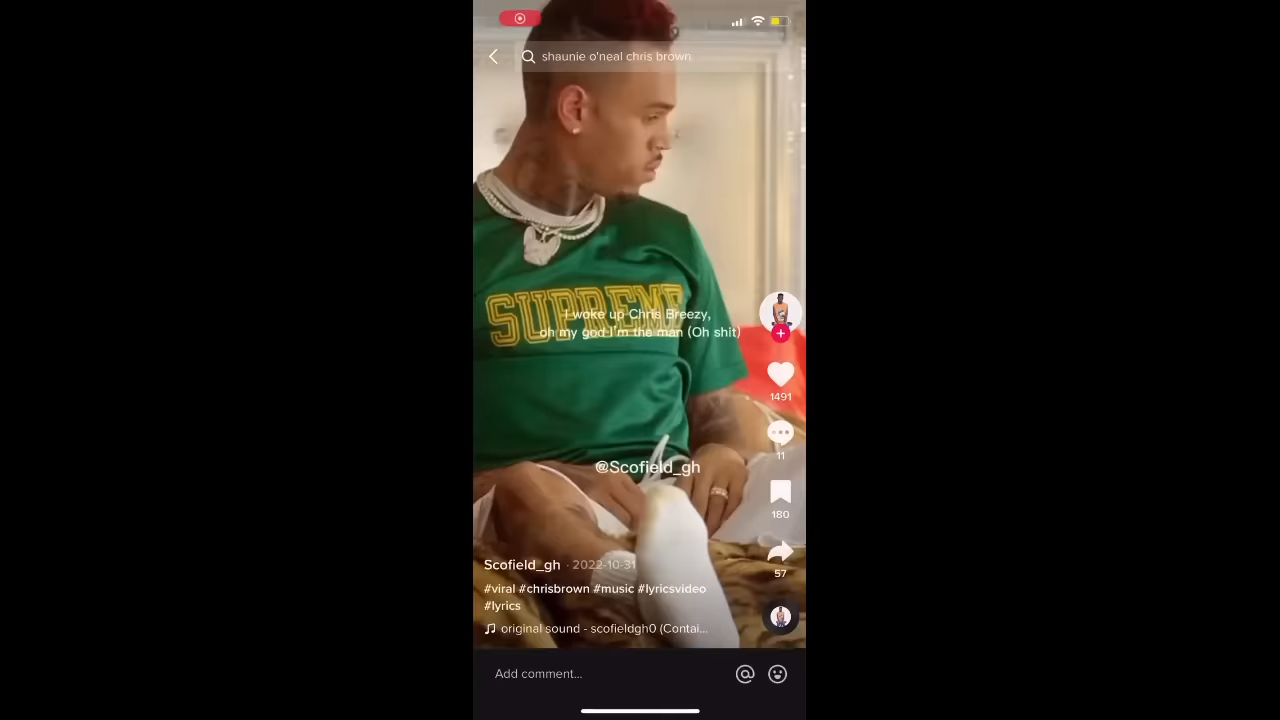 shaunie o'neal chris brown
SUPREME
I woke up Chris Breezy,
oh my god I'm the man (Oh shit)
1491
11
@Scofield_gh
180
57
Scofield_gh · 2022-10-31
#viral #chrisbrown #music #lyricsvideo
#lyrics
original sound - scofieldgh0 (Contai...
Add comment...